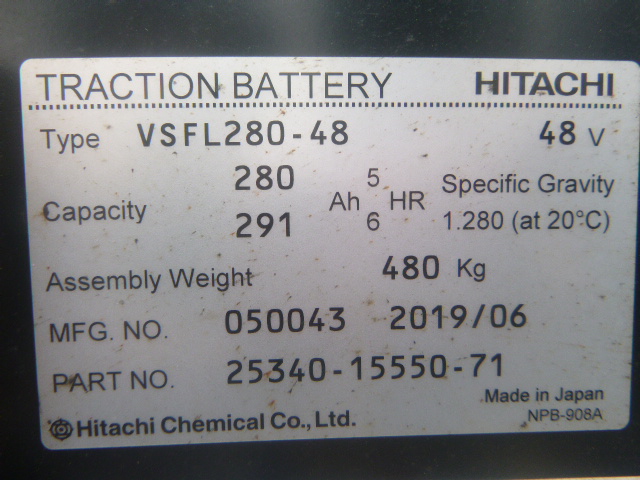 TRACTION BATTERY HITACHI
Type VSFL280-48 48 V
Capacity 280 Ah 5 HR Specific Gravity
291 6 1.280 (at 20°C)
Assembly Weight 480 Kg
MFG. NO. 050043 2019/06
PART NO. 25340-15550-71
Made in Japan
Hitachi Chemical Co., Ltd. NPB-908A